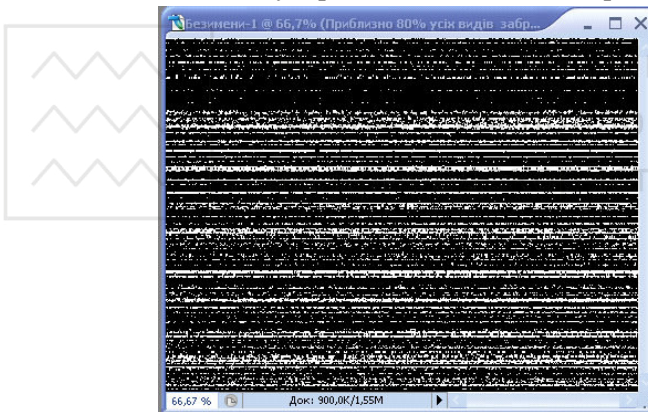 Безимени-1 @ 66,7% (Приблизно 80% усіх видів забр...
66,67 % Док: 900,0K/1,55M